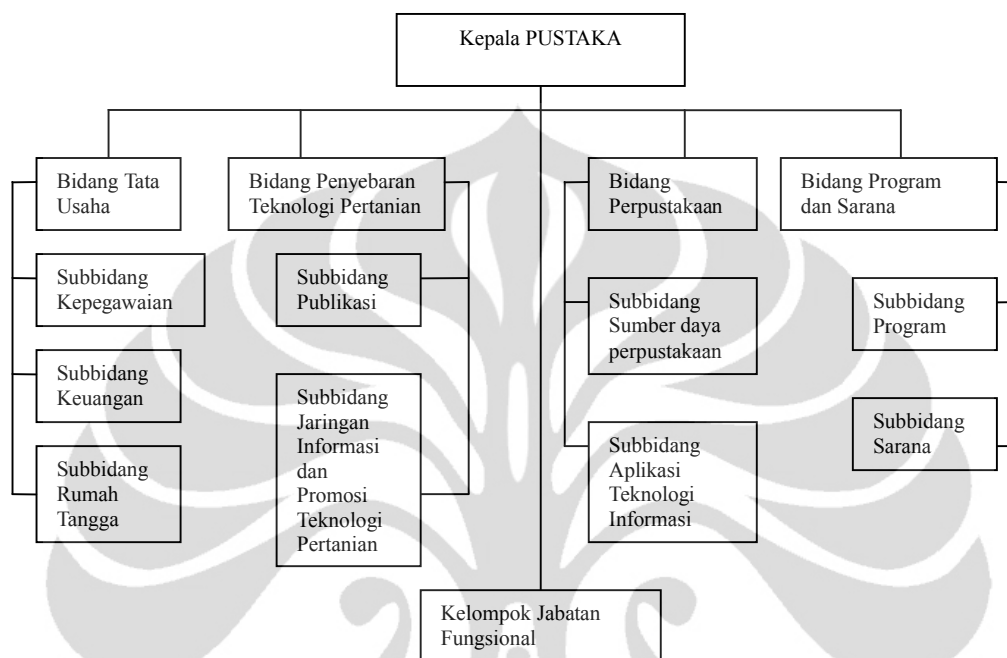 Kepala PUSTAKA
Bidang Tata
Usaha
Bidang Penyebaran
Teknologi Pertanian
Bidang
Perpustakaan
Bidang Program
dan Sarana
Subbidang
Kepegawaian
Subbidang
Publikasi
Subbidang
Sumber daya
perpustakaan
Subbidang
Program
Subbidang
Keuangan
Subbidang
Jaringan
Informasi
dan
Promosi
Teknologi
Pertanian
Subbidang
Aplikasi
Teknologi
Informasi
Subbidang
Sarana
Subbidang
Rumah
Tangga
Kelompok Jabatan
Fungsional